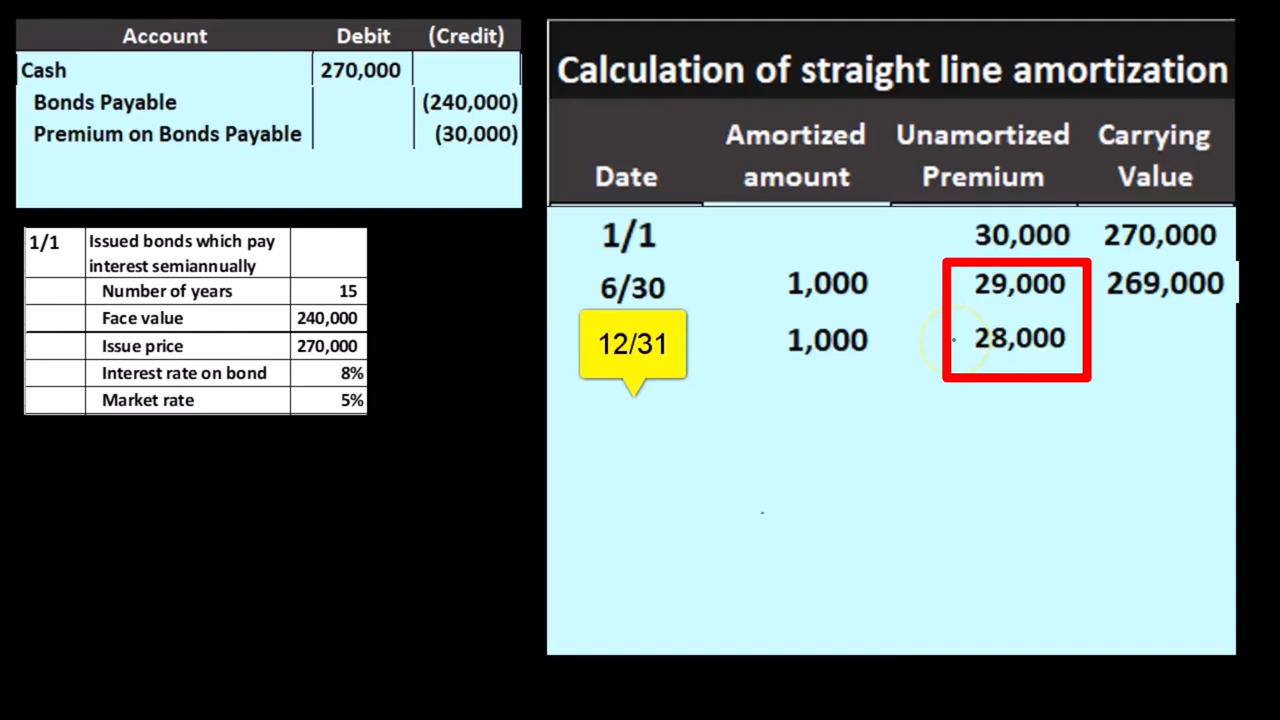 Account Debit (Credit)
Cash 270,000
Bonds Payable (240,000)
Premium on Bonds Payable (30,000)
1/1 Issued bonds which pay
interest semiannually
Number of years 15
Face value 240,000
Issue price 270,000
Interest rate on bond 8%
Market rate 5%
Calculation of straight line amortization
Amortized Unamortized Carrying
Date amount Premium Value
1/1 30,000 270,000
6/30 1,000 29,000 269,000
12/31 1,000 28,000